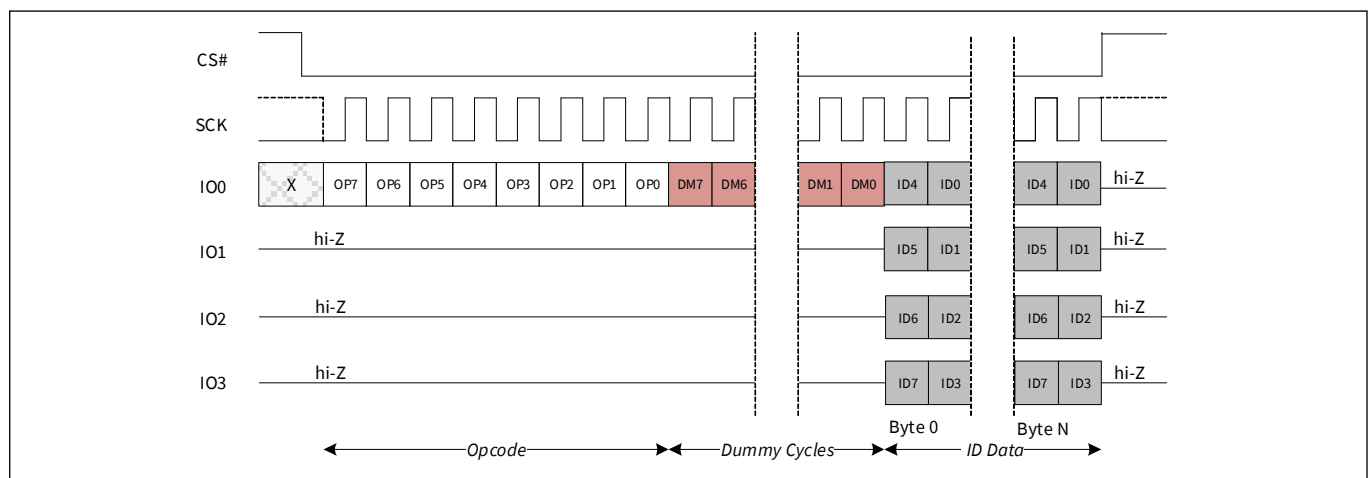 CS#
SCK
IO0 X OP7 OP6 OP5 OP4 OP3 OP2 OP1 OP0 DM7 DM6 DM1 DM0 ID4 ID0 ID4 ID0 hi-Z
IO1 hi-Z ID5 ID1 ID5 ID1 hi-Z
IO2 hi-Z ID6 ID2 ID6 ID2 hi-Z
IO3 hi-Z ID7 ID3 ID7 ID3 hi-Z
Byte 0 Byte N
Opcode Dummy Cycles ID Data